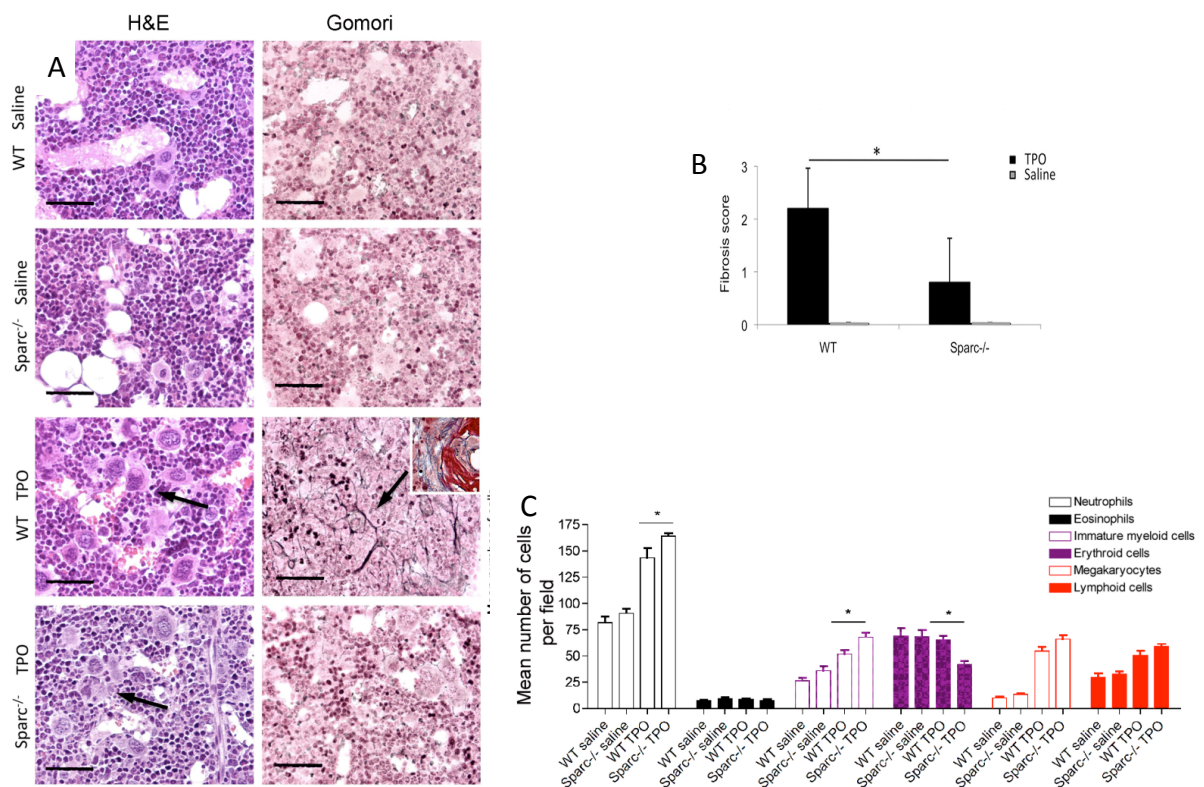 H&E Gomori
A
WT Saline
Sparc-/- Saline
WT TPO
Sparc-/- TPO
B
*
TPO
Saline
Fibrosis score
3
2
1
0
WT Sparc-/-
C
Neutrophils
Eosinophils
Immature myeloid cells
Erythroid cells
Megakaryocytes
Lymphoid cells
Mean number of cells
per field
175
150
125
100
75
50
25
0
*
*
*
WT saline
Sparc-/- saline
WT TPO
Sparc-/- TPO
WT saline
Sparc-/- saline
WT TPO
Sparc-/- TPO
WT saline
Sparc-/- saline
WT TPO
Sparc-/- TPO
WT saline
Sparc-/- saline
WT TPO
Sparc-/- TPO
WT saline
Sparc-/- saline
WT TPO
Sparc-/- TPO
WT saline
Sparc-/- saline
WT TPO
Sparc-/- TPO